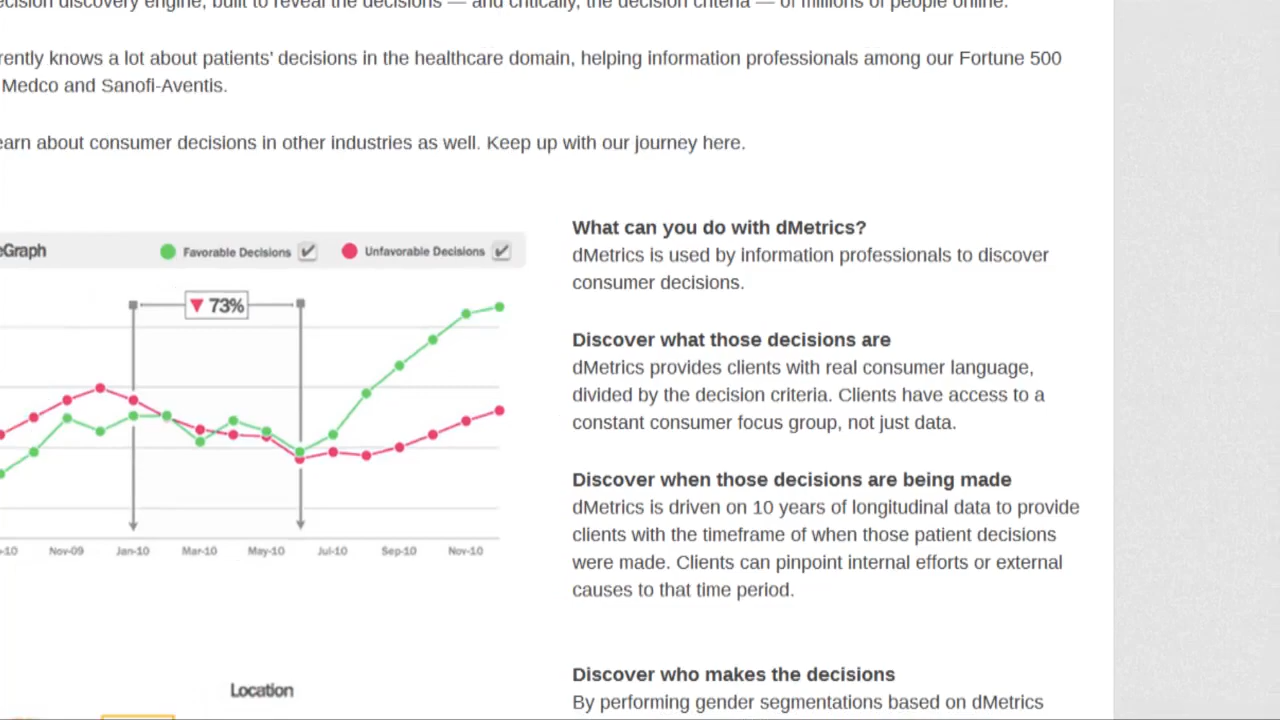 decision discovery engine, built to reveal the decisions — and critically, the decision criteria — of millions of people online.
knows a lot about patients' decisions in the healthcare domain, helping information professionals among our Fortune 500
Medco and Sanofi-Aventis.
about consumer decisions in other industries as well. Keep up with our journey here.
Graph
Favorable Decisions
Unfavorable Decisions
73%
-10
Nov-09
Jan-10
Mar-10
May-10
Jul-10
Sep-10
Nov-10
What can you do with dMetrics?
dMetrics is used by information professionals to discover
consumer decisions.
Discover what those decisions are
dMetrics provides clients with real consumer language,
divided by the decision criteria. Clients have access to a
constant consumer focus group, not just data.
Discover when those decisions are being made
dMetrics is driven on 10 years of longitudinal data to provide
clients with the timeframe of when those patient decisions
were made. Clients can pinpoint internal efforts or external
causes to that time period.
Location
Discover who makes the decisions
By performing gender segmentations based on dMetrics